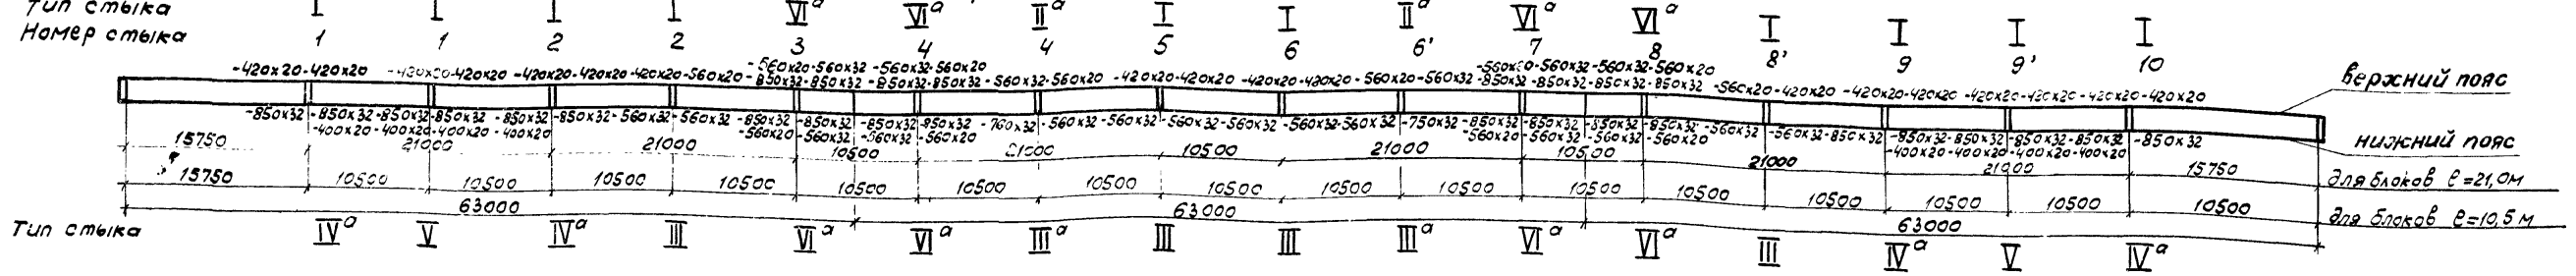 Тип стыка I I I I VIa VIa IIa I I IIa VIa VIa I I I I
Номер стыка 1 1 2 2 3 4 4 5 6 6' 7 8 8' 9 9' 10
-560x20-560x32 -560x32-560x20 -560x20-560x32-560x32-560x20
-420x20-420x20 -420x20-420x20 -420x20-420x20-420x20-560x20-850x32-850x32 -850x32-850x32-560x32-560x20 -420x20-420x20 -420x20-420x20-560x20-560x32-850x32-850x32-850x32-850x32 -560x20-420x20 -420x20-420x20 -420x20-420x20-420x20-420x20
верхний пояс
-850x32-850x32-850x32-850x32 -850x32-850x32-560x32-560x32 -850x32-850x32-850x32-850x32 -760x32-560x32-560x32-560x32-560x32-560x32-560x32-750x32-850x32-850x32-850x32-850x32-560x32-560x32-850x32-850x32-850x32-850x32-850x32-850x32
-400x20-400x20-400x20-400x20 -560x20-560x32-560x32-560x20 -560x20-560x32-560x32-560x20 -400x20-400x20-400x20-400x20
нижний пояс
15750 21000 21000 10500 21000 10500 21000 10500 21000 21000 15750
для блоков ℓ=21,0м
15750 10500 10500 10500 10500 10500 10500 10500 10500 10500 10500 10500 10500 10500 10500 10500 10500
для блоков ℓ=10,5м
63000 63000 63000
Тип стыка IVa V IVa III VIa VIa IIIa III III IIIa VIa VIa III IVa V IVa